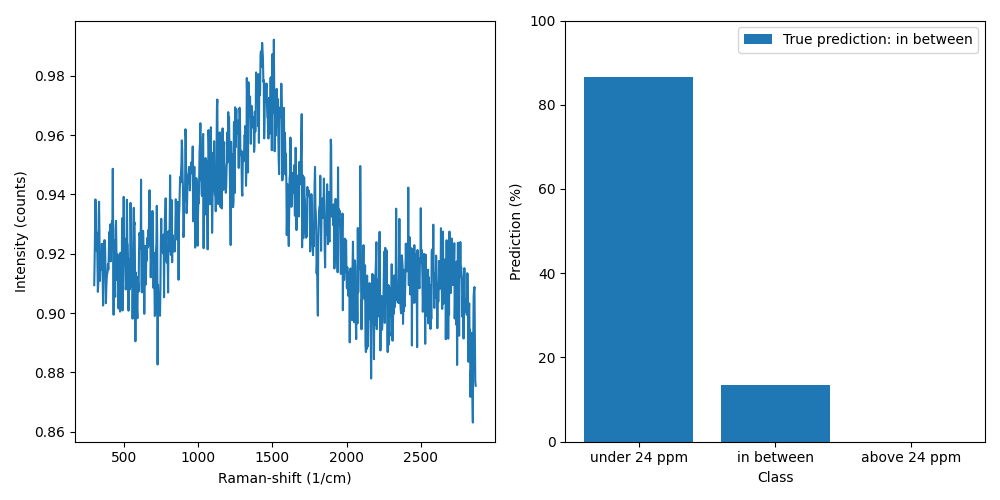 Intensity (counts)
0.98
0.96
0.94
0.92
0.90
0.88
0.86
500
1000
1500
2000
2500
Raman-shift (1/cm)
Prediction (%)
100
80
60
40
20
0
True prediction: in between
under 24 ppm
in between
above 24 ppm
Class